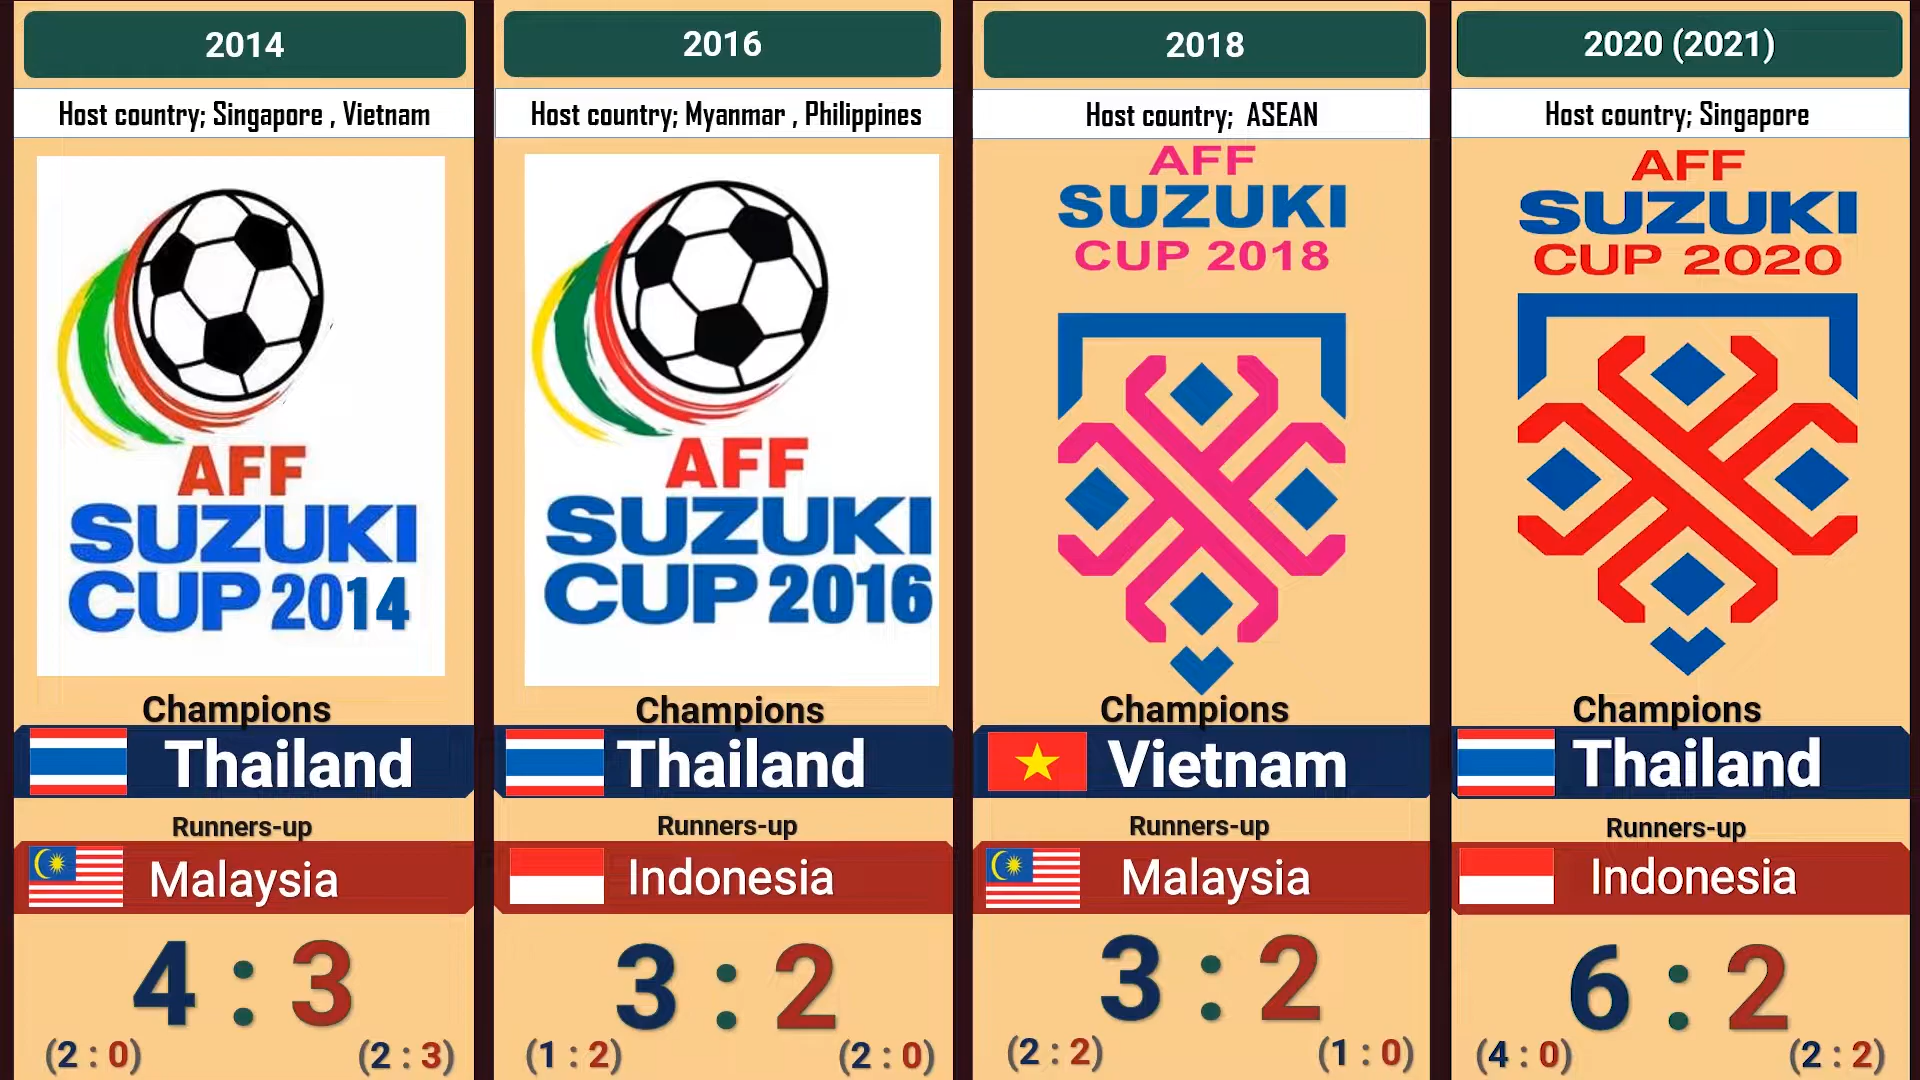 2014
Host country; Singapore , Vietnam
AFF
SUZUKI
CUP 2014
Champions
Thailand
Runners-up
Malaysia
4 : 3
(2 : 0) (2 : 3)
2016
Host country; Myanmar , Philippines
AFF
SUZUKI
CUP 2016
Champions
Thailand
Runners-up
Indonesia
3 : 2
(1 : 2) (2 : 0)
2018
Host country; ASEAN
AFF
SUZUKI
CUP 2018
Champions
Vietnam
Runners-up
Malaysia
3 : 2
(2 : 2) (1 : 0)
2020 (2021)
Host country; Singapore
AFF
SUZUKI
CUP 2020
Champions
Thailand
Runners-up
Indonesia
6 : 2
(4 : 0) (2 : 2)